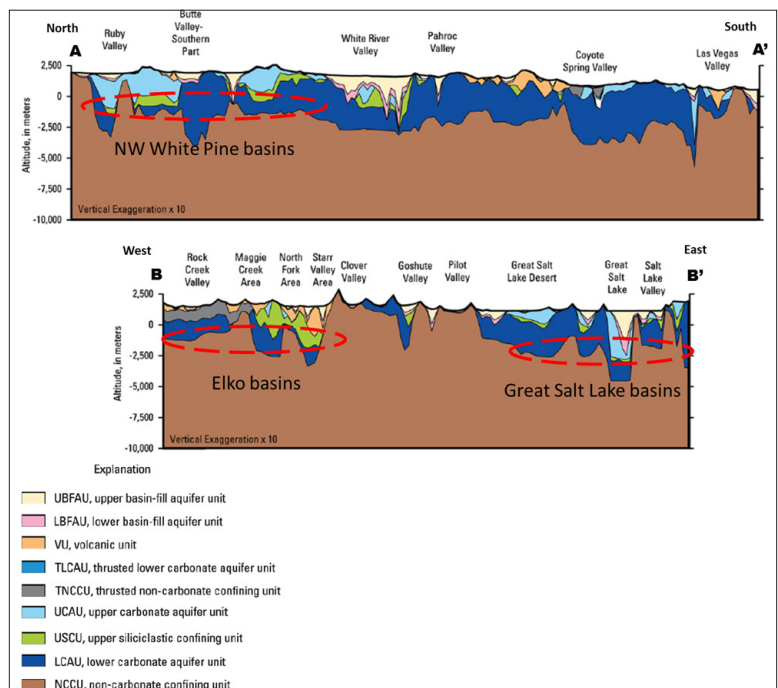 North
South
A
A'
Ruby
Valley
Butte
Valley-
Southern
Part
White River
Valley
Pahroc
Valley
Coyote
Spring Valley
Las Vegas
Valley
Altitude, in meters
2,500
0
-2,500
-5,000
-7,500
-10,000
NW White Pine basins
Vertical Exaggeration x 10
West
East
B
B'
Rock
Creek
Valley
Maggie
Creek
Area
North
Fork
Area
Starr
Valley
Area
Clover
Valley
Goshute
Valley
Pilot
Valley
Great Salt
Lake Desert
Great
Salt
Lake
Salt
Lake
Valley
Altitude, in meters
2,500
0
-2,500
-5,000
-7,500
-10,000
Elko basins
Great Salt Lake basins
Vertical Exaggeration x 10
Explanation
UBFAU, upper basin-fill aquifer unit
LBFAU, lower basin-fill aquifer unit
VU, volcanic unit
TLCAU, thrusted lower carbonate aquifer unit
TNCCU, thrusted non-carbonate confining unit
UCAU, upper carbonate aquifer unit
USCU, upper siliciclastic confining unit
LCAU, lower carbonate aquifer unit
NCCU, non-carbonate confining unit